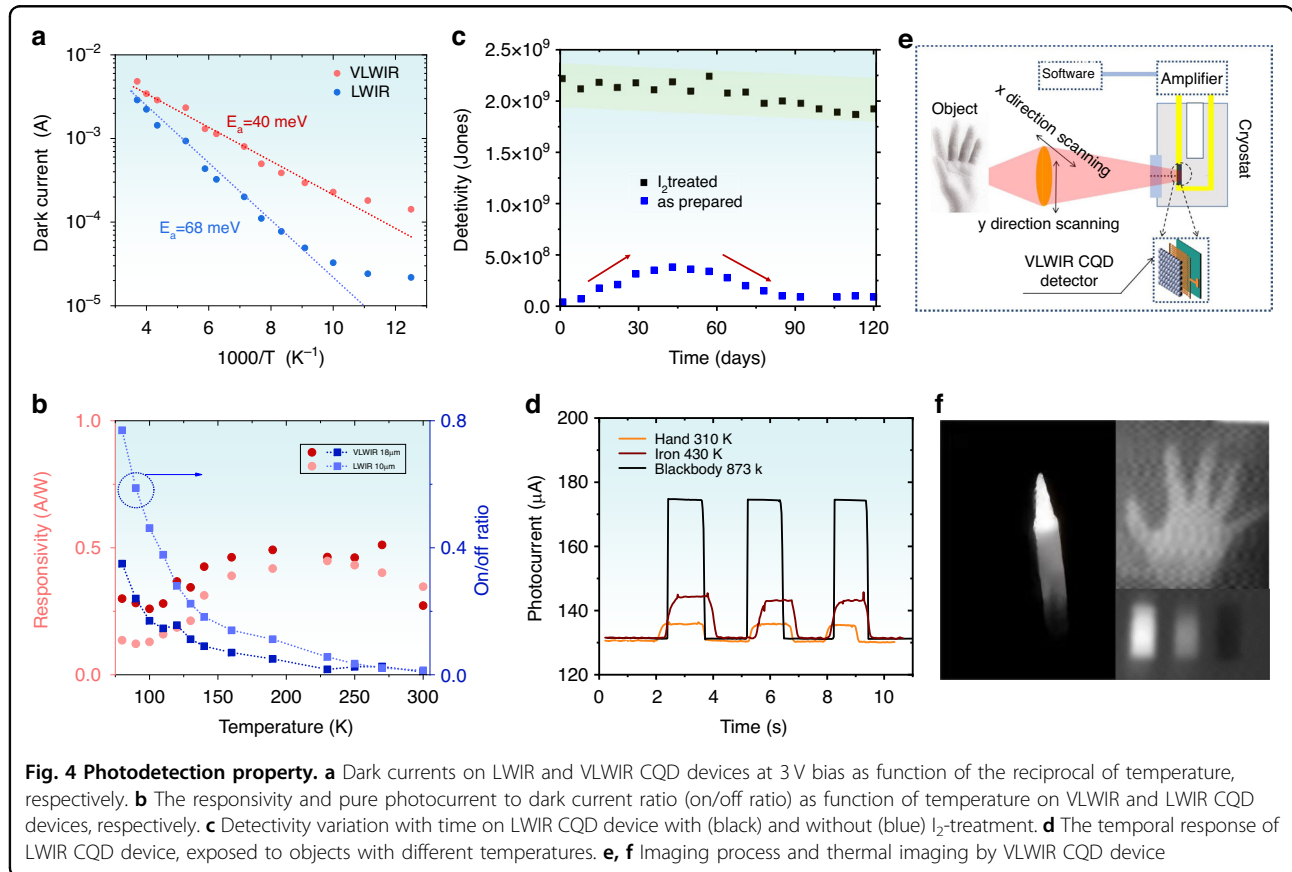 a
10⁻²
10⁻³
10⁻⁴
10⁻⁵
Dark current (A)
VLWIR
LWIR
Eₐ=40 meV
Eₐ=68 meV
4 6 8 10 12
1000/T (K⁻¹)
c
2.5×10⁹
2.0×10⁹
1.5×10⁹
1.0×10⁹
5.0×10⁸
0.0
Detetivity (Jones)
I₂treated
as prepared
0 30 60 90 120
Time (days)
e
Software
Amplifier
Object
x direction scanning
Cryostat
y direction scanning
VLWIR CQD
detector
b
1.0
0.5
0.0
Responsivity (A/W)
VLWIR 18μm
LWIR 10μm
0.8
0.4
0.0
On/off ratio
100 150 200 250 300
Temperature (K)
d
200
190
180
170
160
150
140
130
120
Photocurrent (μA)
Hand 310 K
Iron 430 K
Blackbody 873 k
0 2 4 6 8 10
Time (s)
f
Fig. 4 Photodetection property. a Dark currents on LWIR and VLWIR CQD devices at 3 V bias as function of the reciprocal of temperature,
respectively. b The responsivity and pure photocurrent to dark current ratio (on/off ratio) as function of temperature on VLWIR and LWIR CQD
devices, respectively. c Detectivity variation with time on LWIR CQD device with (black) and without (blue) I₂-treatment. d The temporal response of
LWIR CQD device, exposed to objects with different temperatures. e, f Imaging process and thermal imaging by VLWIR CQD device